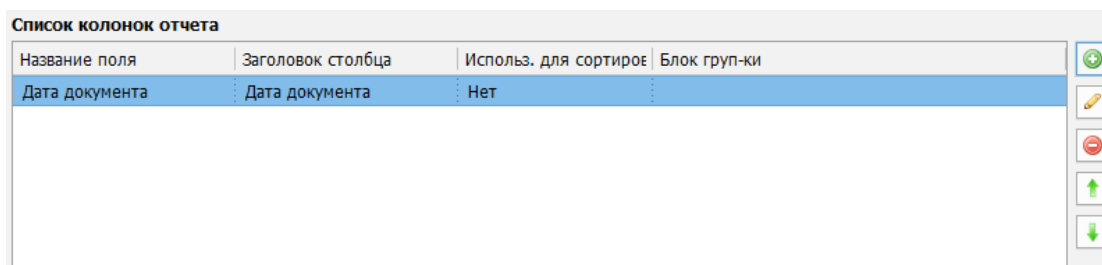 Список колонок отчета
Название поля Заголовок столбца Использ. для сортиров Блок груп-ки
Дата документа Дата документа Нет